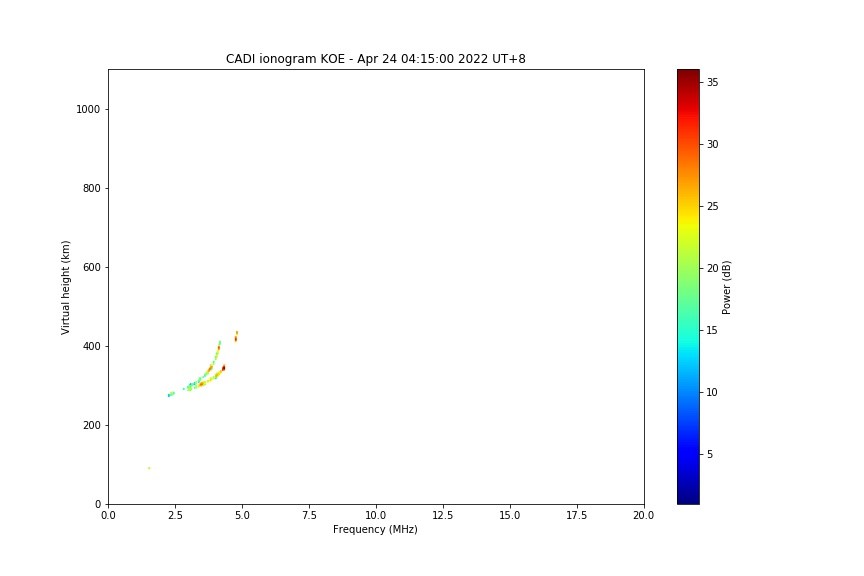 CADI ionogram KOE - Apr 24 04:15:00 2022 UT+8
1000
800
600
400
200
0
Virtual height (km)
0.0 2.5 5.0 7.5 10.0 12.5 15.0 17.5 20.0
Frequency (MHz)
35
30
25
20
15
10
5
Power (dB)